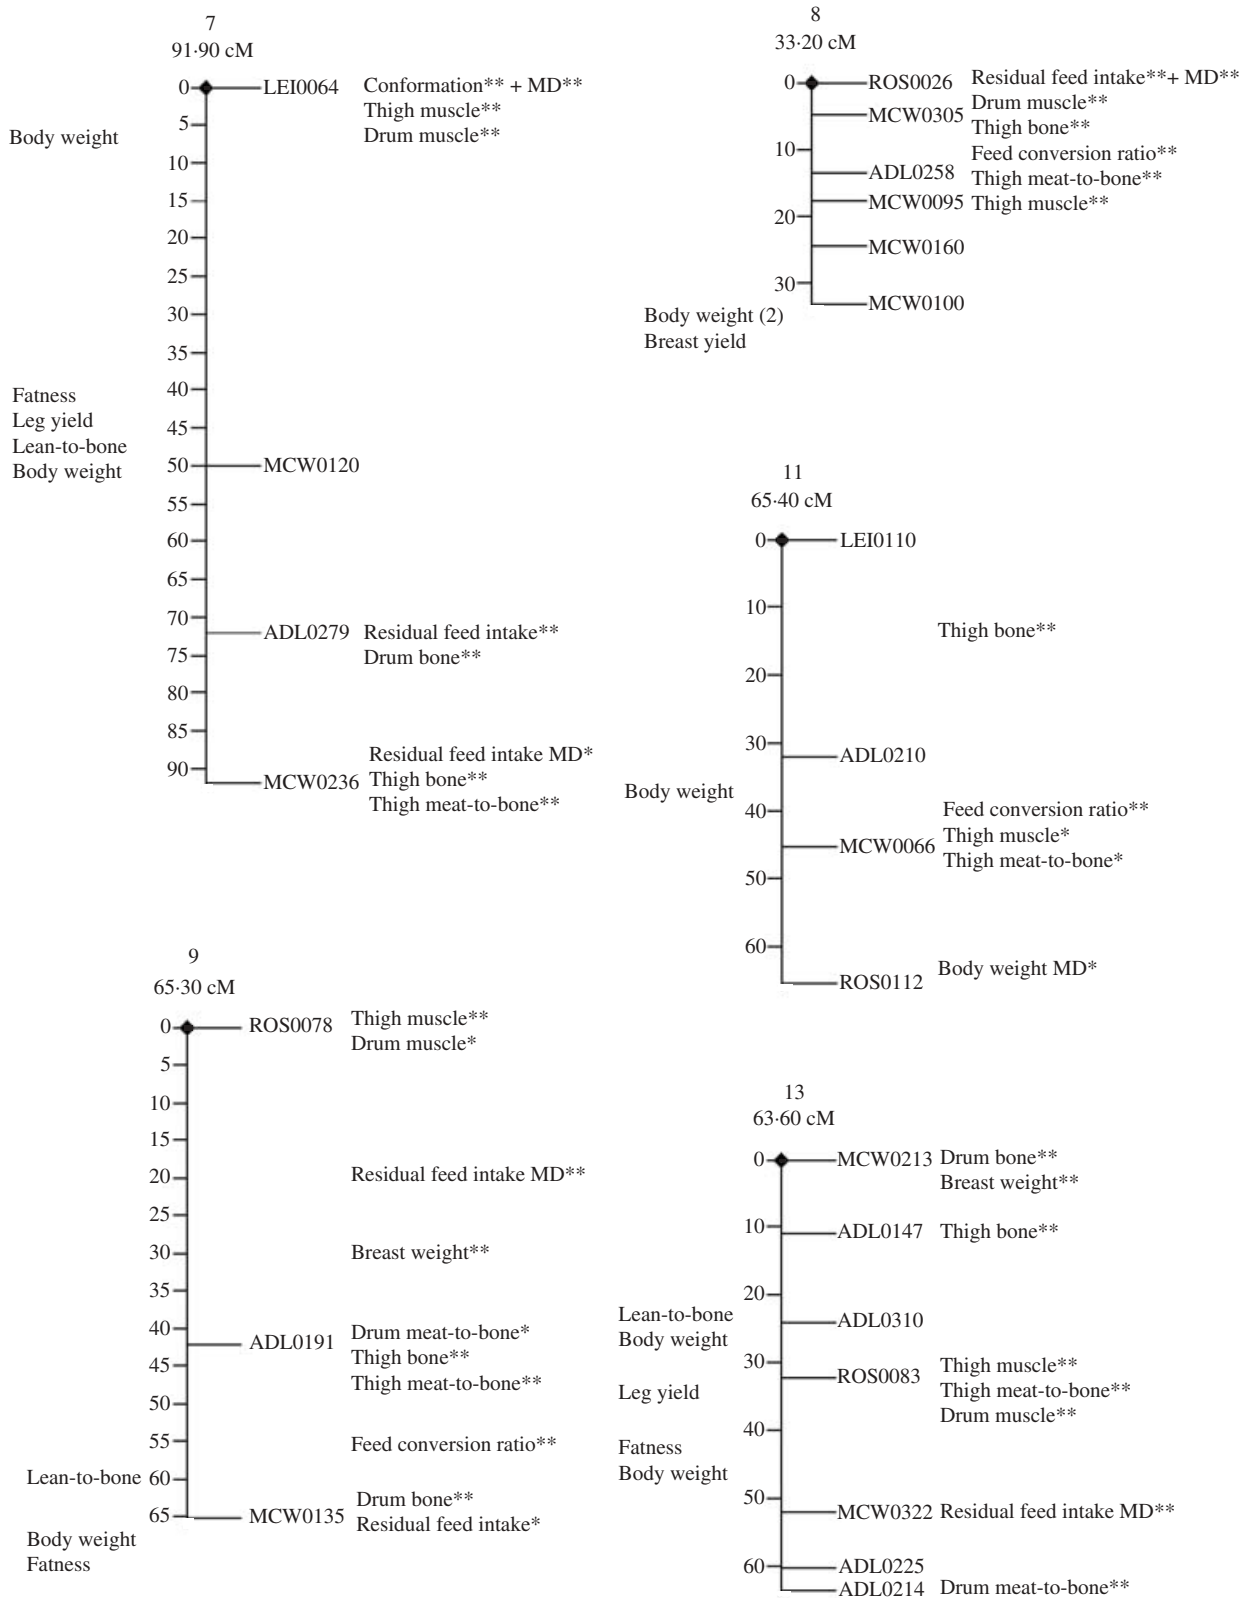 7
91·90 cM
0
LEI0064
Conformation** + MD**
Thigh muscle**
Drum muscle**
5
Body weight
10
15
20
25
30
35
40
Fatness
Leg yield
45
Lean-to-bone
Body weight
50
MCW0120
55
60
65
70
ADL0279
Residual feed intake**
Drum bone**
75
80
85
90
Residual feed intake MD*
MCW0236
Thigh bone**
Thigh meat-to-bone**
8
33·20 cM
0
ROS0026
Residual feed intake**+ MD**
MCW0305
Drum muscle**
Thigh bone**
10
Feed conversion ratio**
ADL0258
Thigh meat-to-bone**
MCW0095
Thigh muscle**
20
MCW0160
30
MCW0100
Body weight (2)
Breast yield
11
65·40 cM
0
LEI0110
10
Thigh bone**
20
30
ADL0210
Body weight
40
Feed conversion ratio**
MCW0066
Thigh muscle*
Thigh meat-to-bone*
50
60
Body weight MD*
ROS0112
9
65·30 cM
0
ROS0078
Thigh muscle**
Drum muscle*
5
10
15
20
Residual feed intake MD**
25
30
Breast weight**
35
40
ADL0191
Drum meat-to-bone*
Thigh bone**
45
Thigh meat-to-bone**
50
55
Feed conversion ratio**
Lean-to-bone
60
65
MCW0135
Drum bone**
Residual feed intake*
Body weight
Fatness
13
63·60 cM
0
MCW0213
Drum bone**
Breast weight**
10
ADL0147
Thigh bone**
20
Lean-to-bone
ADL0310
Body weight
30
ROS0083
Thigh muscle**
Thigh meat-to-bone**
Leg yield
Drum muscle**
40
Fatness
Body weight
50
MCW0322
Residual feed intake MD**
60
ADL0225
ADL0214
Drum meat-to-bone**